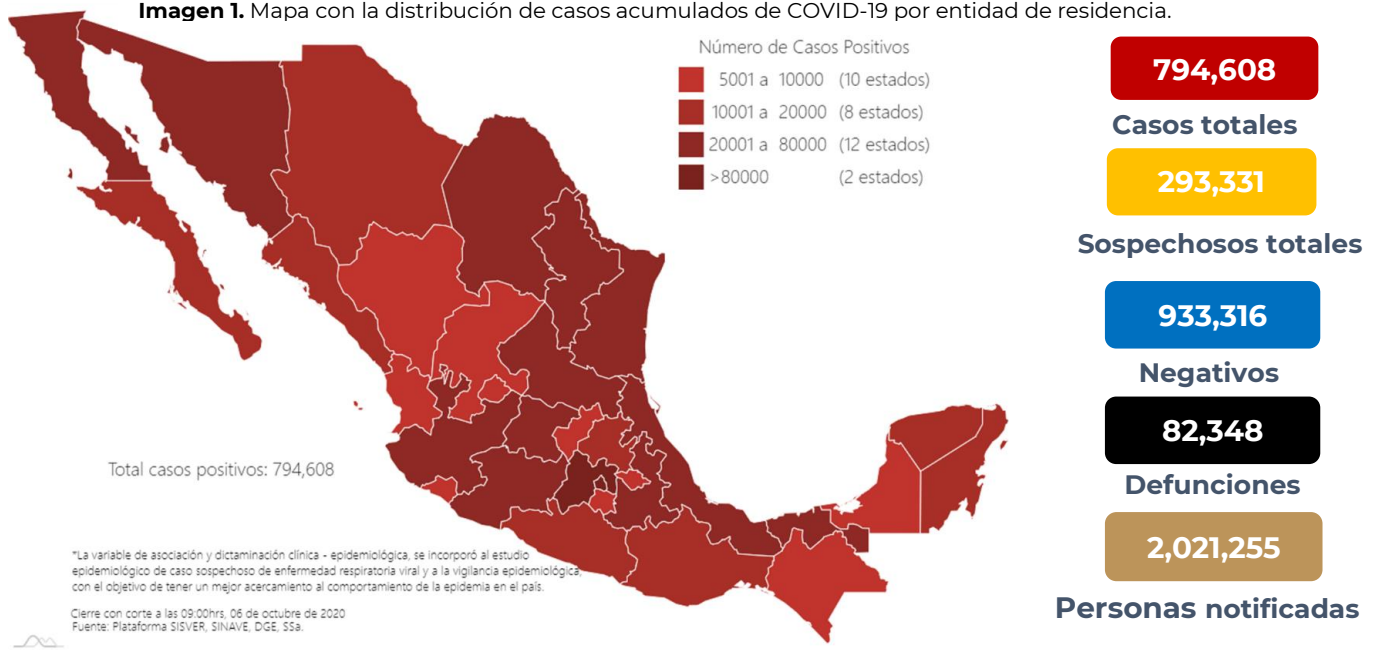 Imagen 1. Mapa con la distribución de casos acumulados de COVID-19 por entidad de residencia.
Número de Casos Positivos
5001 a 10000 (10 estados)
10001 a 20000 (8 estados)
20001 a 80000 (12 estados)
>80000 (2 estados)
794,608
Casos totales
293,331
Sospechosos totales
933,316
Negativos
82,348
Defunciones
2,021,255
Personas notificadas
Total casos positivos: 794,608
*La variable de asociación y dictaminación clínica - epidemiológica, se incorporó al estudio
epidemiológico de caso sospechoso de enfermedad respiratoria viral y a la vigilancia epidemiológica,
con el objetivo de tener un mejor acercamiento al comportamiento de la epidemia en el país.
Cierre con corte a las 09:00hrs, 06 de octubre de 2020
Fuente: Plataforma SISVER, SINAVE, DGE, SSa.